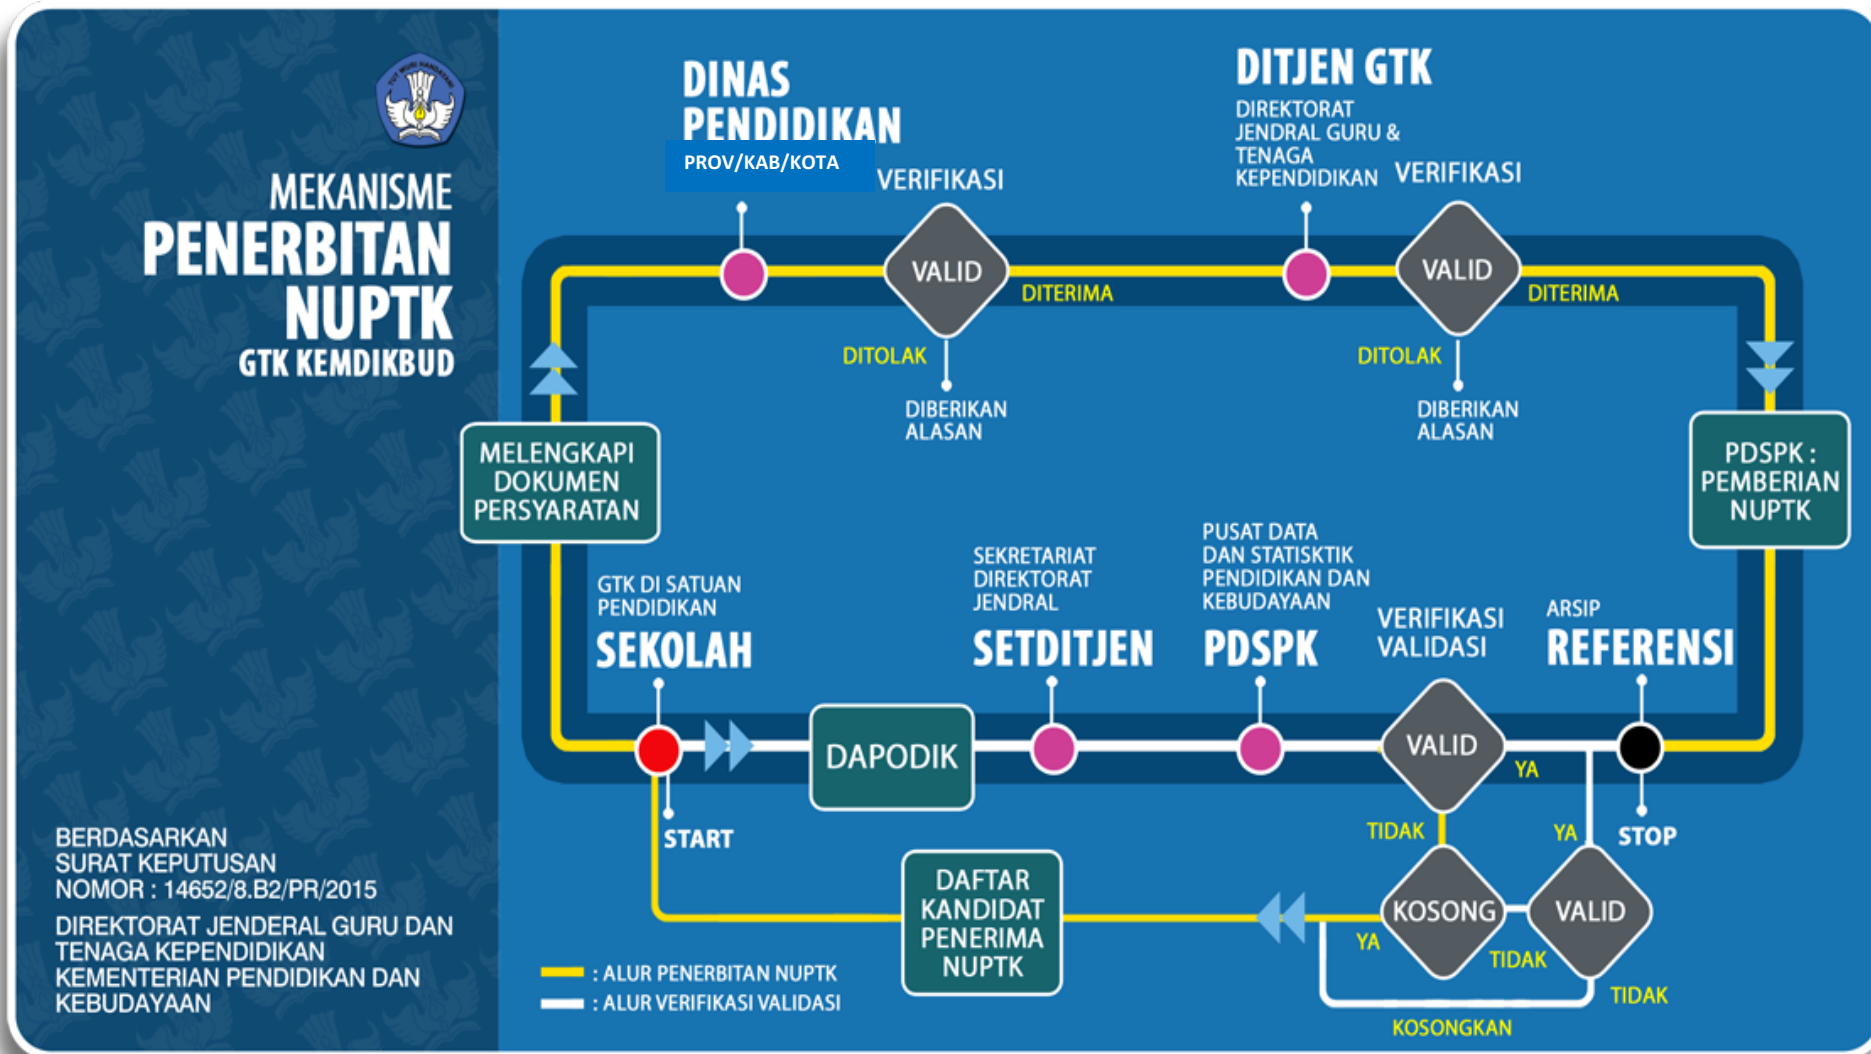 TUT WURI HANDAYANI
MEKANISME
PENERBITAN
NUPTK
GTK KEMDIKBUD
BERDASARKAN
SURAT KEPUTUSAN
NOMOR : 14652/8.B2/PR/2015
DIREKTORAT JENDERAL GURU DAN
TENAGA KEPENDIDIKAN
KEMENTERIAN PENDIDIKAN DAN
KEBUDAYAAN
DINAS
PENDIDIKAN
PROV/KAB/KOTA
VERIFIKASI
VALID
DITERIMA
DITOLAK
DIBERIKAN
ALASAN
DITJEN GTK
DIREKTORAT
JENDRAL GURU &
TENAGA
KEPENDIDIKAN
VERIFIKASI
VALID
DITERIMA
DITOLAK
DIBERIKAN
ALASAN
MELENGKAPI
DOKUMEN
PERSYARATAN
PDSPK :
PEMBERIAN
NUPTK
GTK DI SATUAN
PENDIDIKAN
SEKOLAH
START
DAPODIK
SEKRETARIAT
DIREKTORAT
JENDRAL
SETDITJEN
PUSAT DATA
DAN STATISKTIK
PENDIDIKAN DAN
KEBUDAYAAN
PDSPK
VERIFIKASI
VALIDASI
VALID
YA
TIDAK
ARSIP
REFERENSI
STOP
YA
KOSONG
VALID
YA
TIDAK
TIDAK
KOSONGKAN
DAFTAR
KANDIDAT
PENERIMA
NUPTK
: ALUR PENERBITAN NUPTK
: ALUR VERIFIKASI VALIDASI